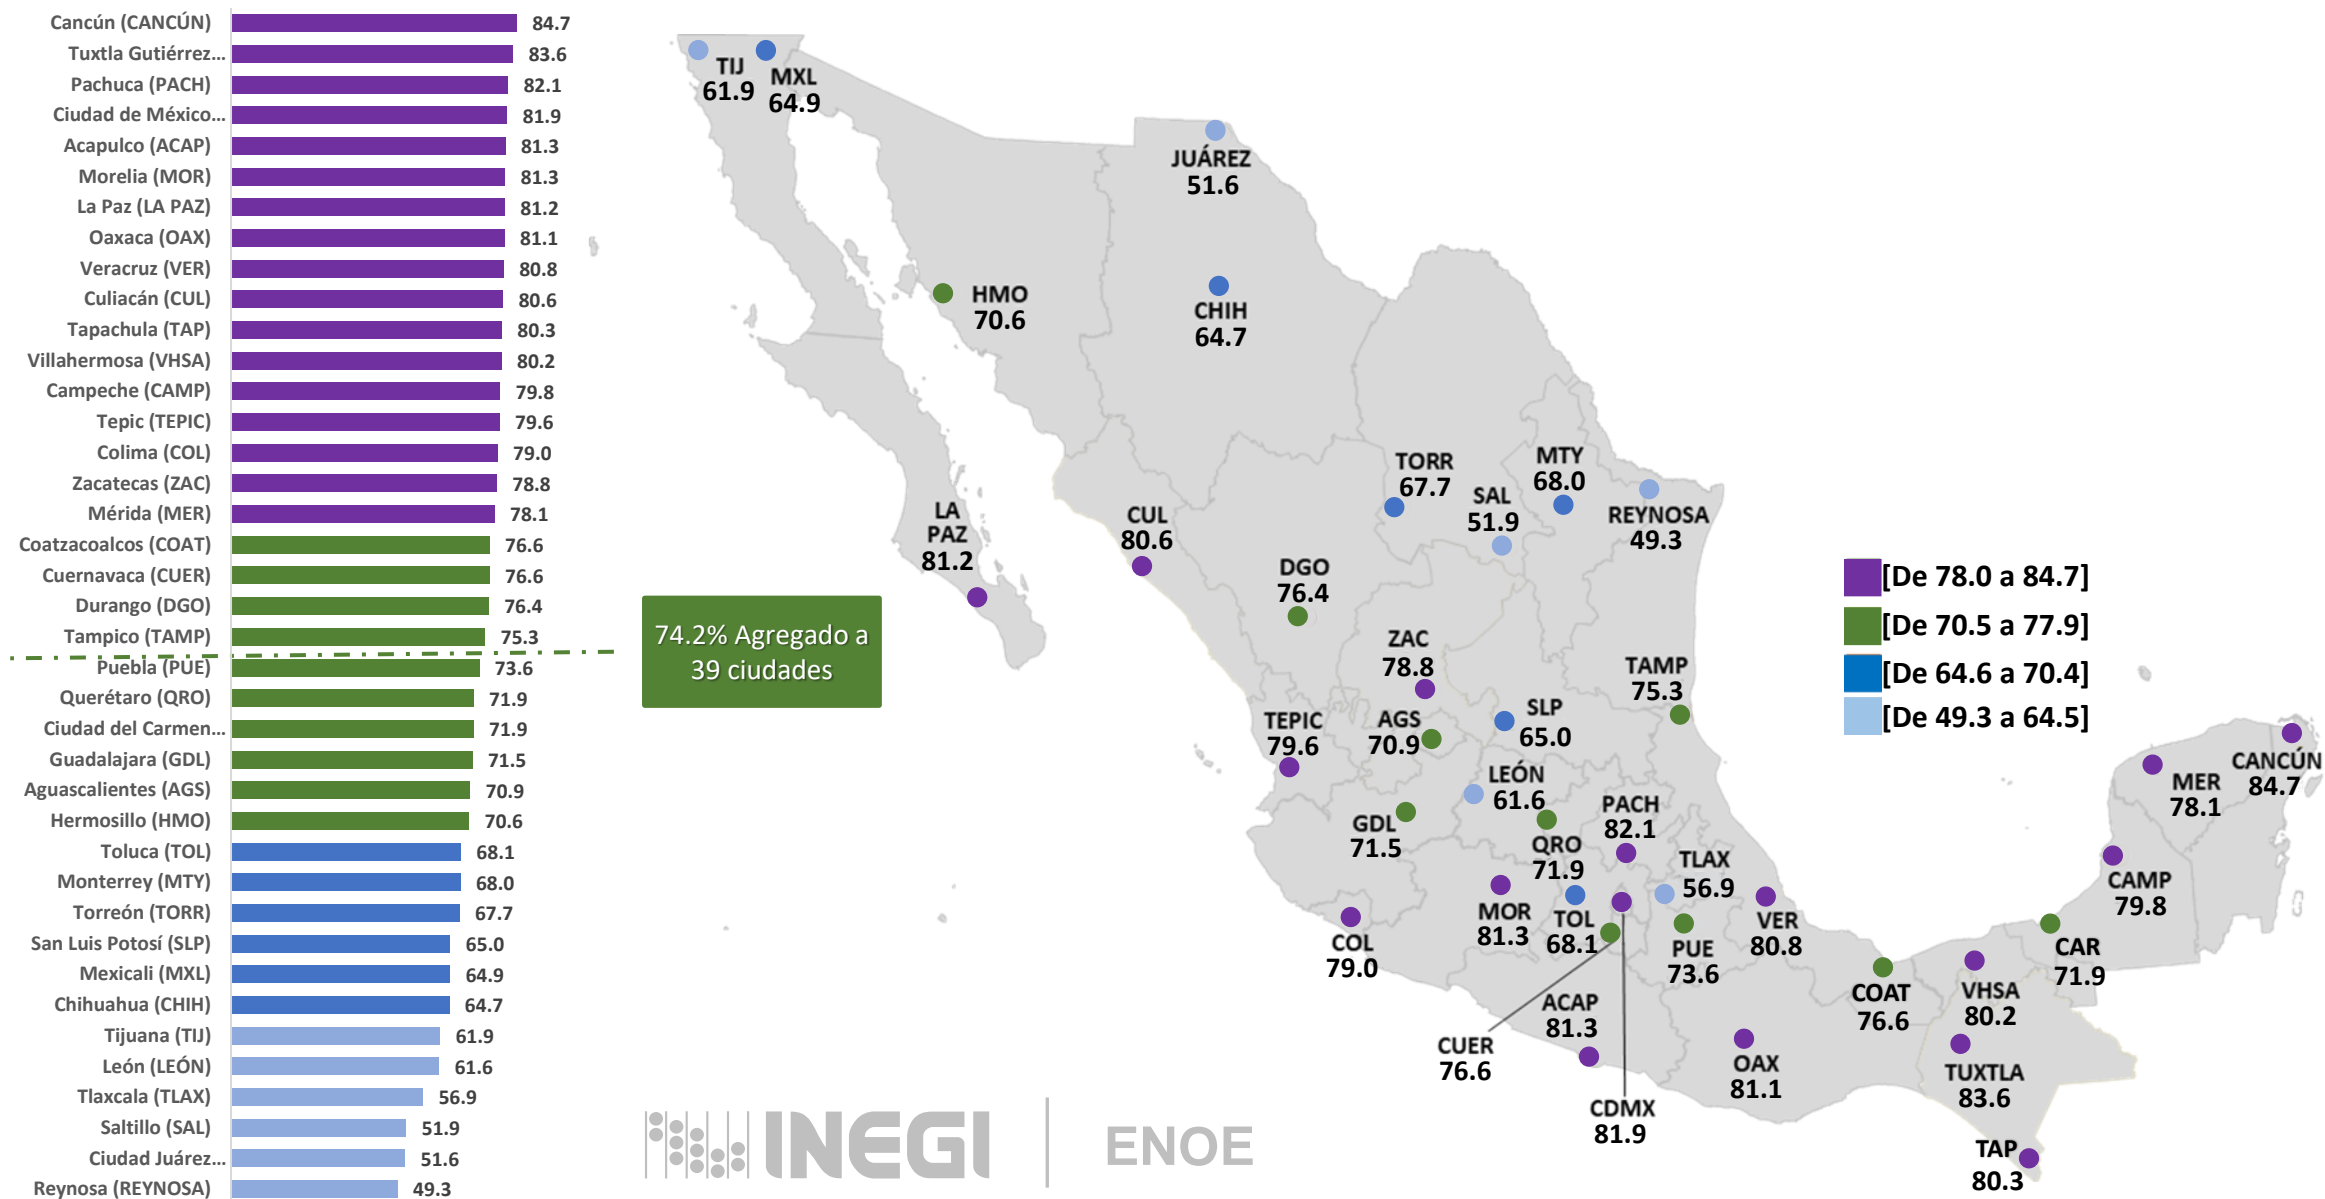 Cancún (CANCÚN) 84.7
Tuxtla Gutiérrez... 83.6
Pachuca (PACH) 82.1
Ciudad de México... 81.9
Acapulco (ACAP) 81.3
Morelia (MOR) 81.3
La Paz (LA PAZ) 81.2
Oaxaca (OAX) 81.1
Veracruz (VER) 80.8
Culiacán (CUL) 80.6
Tapachula (TAP) 80.3
Villahermosa (VHSA) 80.2
Campeche (CAMP) 79.8
Tepic (TEPIC) 79.6
Colima (COL) 79.0
Zacatecas (ZAC) 78.8
Mérida (MER) 78.1
Coatzacoalcos (COAT) 76.6
Cuernavaca (CUER) 76.6
Durango (DGO) 76.4
Tampico (TAMP) 75.3
Puebla (PUE) 73.6
Querétaro (QRO) 71.9
Ciudad del Carmen... 71.9
Guadalajara (GDL) 71.5
Aguascalientes (AGS) 70.9
Hermosillo (HMO) 70.6
Toluca (TOL) 68.1
Monterrey (MTY) 68.0
Torreón (TORR) 67.7
San Luis Potosí (SLP) 65.0
Mexicali (MXL) 64.9
Chihuahua (CHIH) 64.7
Tijuana (TIJ) 61.9
León (LEÓN) 61.6
Tlaxcala (TLAX) 56.9
Saltillo (SAL) 51.9
Ciudad Juárez... 51.6
Reynosa (REYNOSA) 49.3
74.2% Agregado a
39 ciudades
TIJ
61.9
MXL
64.9
JUÁREZ
51.6
HMO
70.6
CHIH
64.7
TORR
67.7
MTY
68.0
SAL
51.9
REYNOSA
49.3
LA
PAZ
81.2
CUL
80.6
DGO
76.4
ZAC
78.8
TAMP
75.3
TEPIC
79.6
AGS
70.9
SLP
65.0
LEÓN
61.6
PACH
82.1
GDL
71.5
QRO
71.9
TLAX
56.9
MOR
81.3
TOL
68.1
COL
79.0
PUE
73.6
VER
80.8
ACAP
81.3
CUER
76.6
CDMX
81.9
OAX
81.1
COAT
76.6
VHSA
80.2
TUXTLA
83.6
TAP
80.3
CAR
71.9
CAMP
79.8
MER
78.1
CANCÚN
84.7
[De 78.0 a 84.7]
[De 70.5 a 77.9]
[De 64.6 a 70.4]
[De 49.3 a 64.5]
INEGI
ENOE